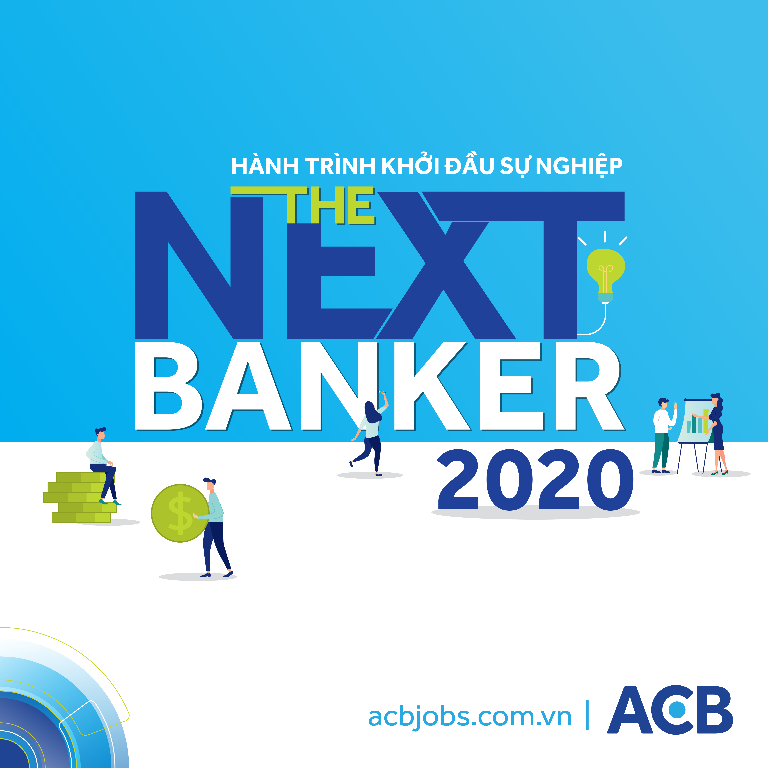 HÀNH TRÌNH KHỞI ĐẦU SỰ NGHIỆP
THE
NEXT
BANKER
2020
$
acbjobs.com.vn | ACB